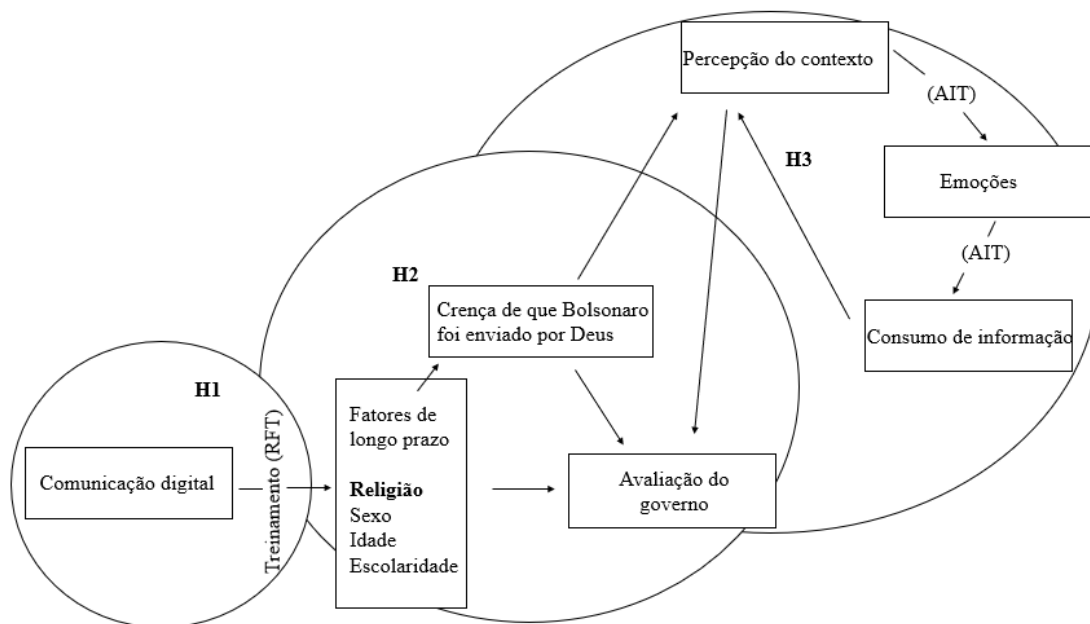 Percepção do contexto
(AIT)
H3
Emoções
(AIT)
H2
Crença de que Bolsonaro
foi enviado por Deus
Consumo de informação
H1
Treinamento (RFT)
Fatores de
longo prazo
Comunicação digital
Religião
Sexo
Idade
Escolaridade
Avaliação do
governo